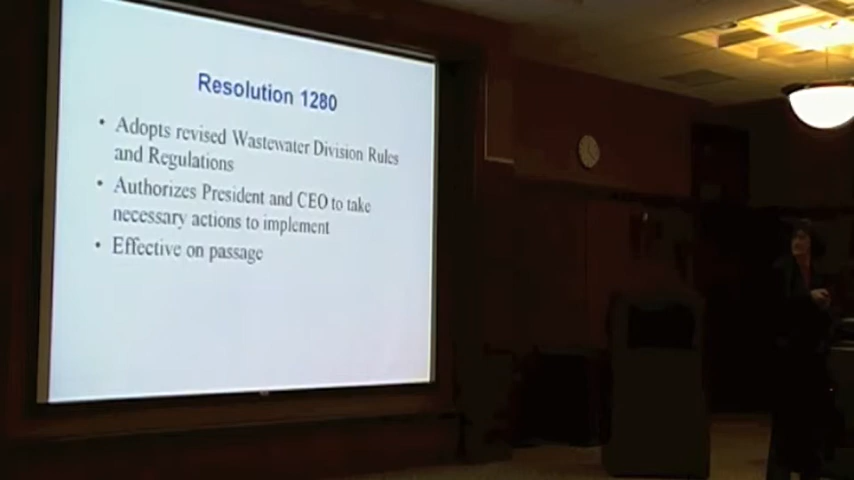 Resolution 1280
• Adopts revised Wastewater Division Rules
and Regulations
• Authorizes President and CEO to take
necessary actions to implement
• Effective on passage